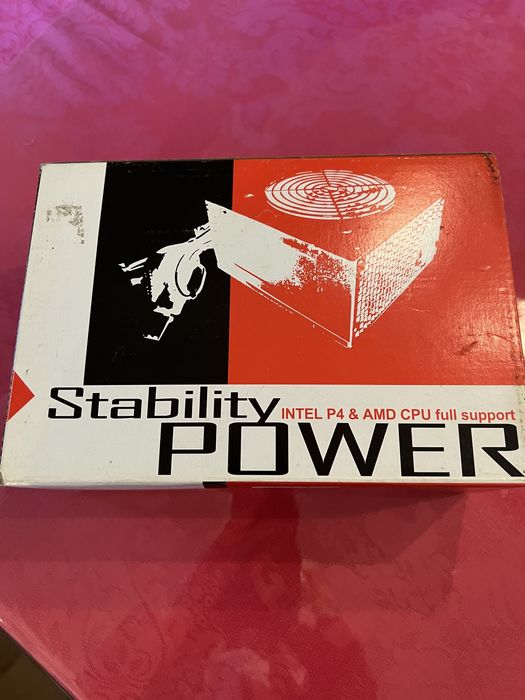 Stability
INTEL P4 & AMD CPU full support
POWER